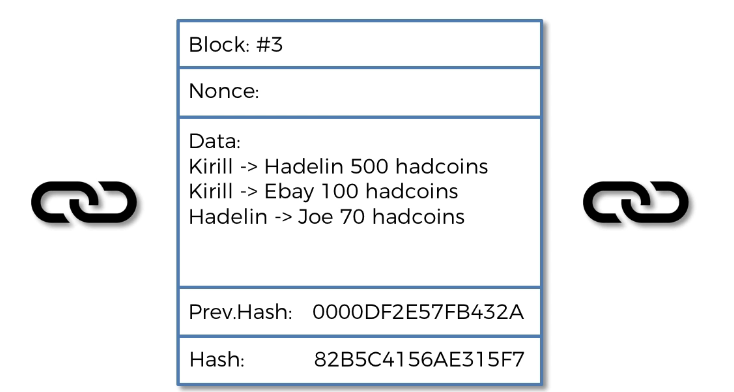 Block: #3
Nonce:
Data:
Kirill -> Hadelin 500 hadcoins
Kirill -> Ebay 100 hadcoins
Hadelin -> Joe 70 hadcoins
Prev.Hash: 0000DF2E57FB432A
Hash: 82B5C4156AE315F7